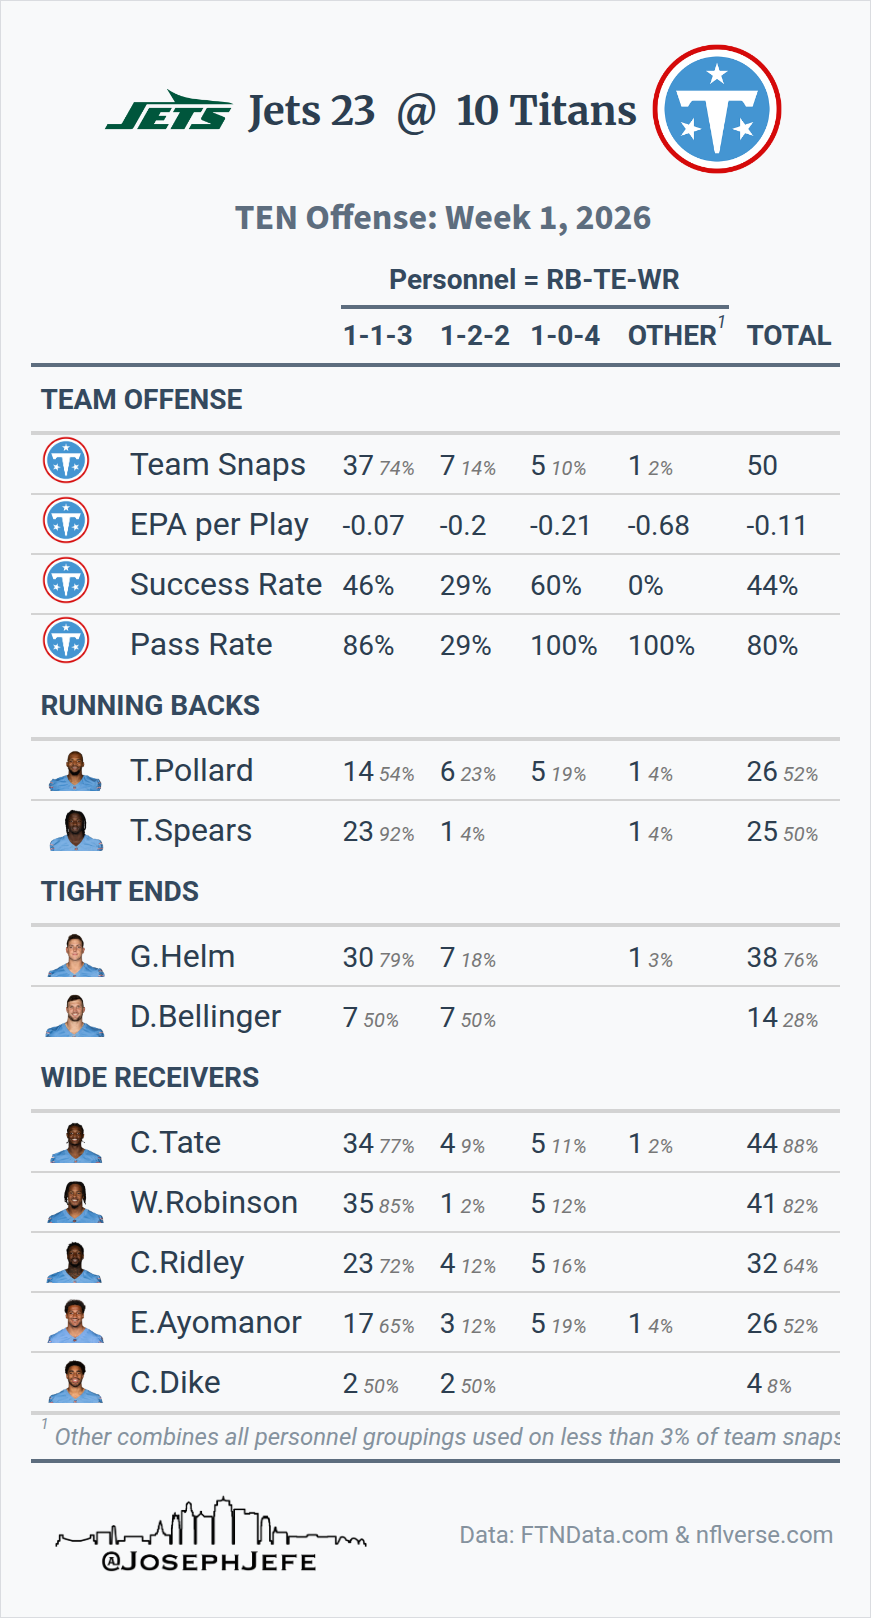 JETS Jets 23 @ 10 Titans
TEN Offense: Week 1, 2026
Personnel = RB-TE-WR
1-1-3 1-2-2 1-0-4 OTHER1 TOTAL
TEAM OFFENSE
Team Snaps 37 74% 7 14% 5 10% 1 2% 50
EPA per Play -0.07 -0.2 -0.21 -0.68 -0.11
Success Rate 46% 29% 60% 0% 44%
Pass Rate 86% 29% 100% 100% 80%
RUNNING BACKS
T.Pollard 14 54% 6 23% 5 19% 1 4% 26 52%
T.Spears 23 92% 1 4% 1 4% 25 50%
TIGHT ENDS
G.Helm 30 79% 7 18% 1 3% 38 76%
D.Bellinger 7 50% 7 50% 14 28%
WIDE RECEIVERS
C.Tate 34 77% 4 9% 5 11% 1 2% 44 88%
W.Robinson 35 85% 1 2% 5 12% 41 82%
C.Ridley 23 72% 4 12% 5 16% 32 64%
E.Ayomanor 17 65% 3 12% 5 19% 1 4% 26 52%
C.Dike 2 50% 2 50% 4 8%
1 Other combines all personnel groupings used on less than 3% of team snaps
@JOSEPHJEFE
Data: FTNData.com & nflverse.com